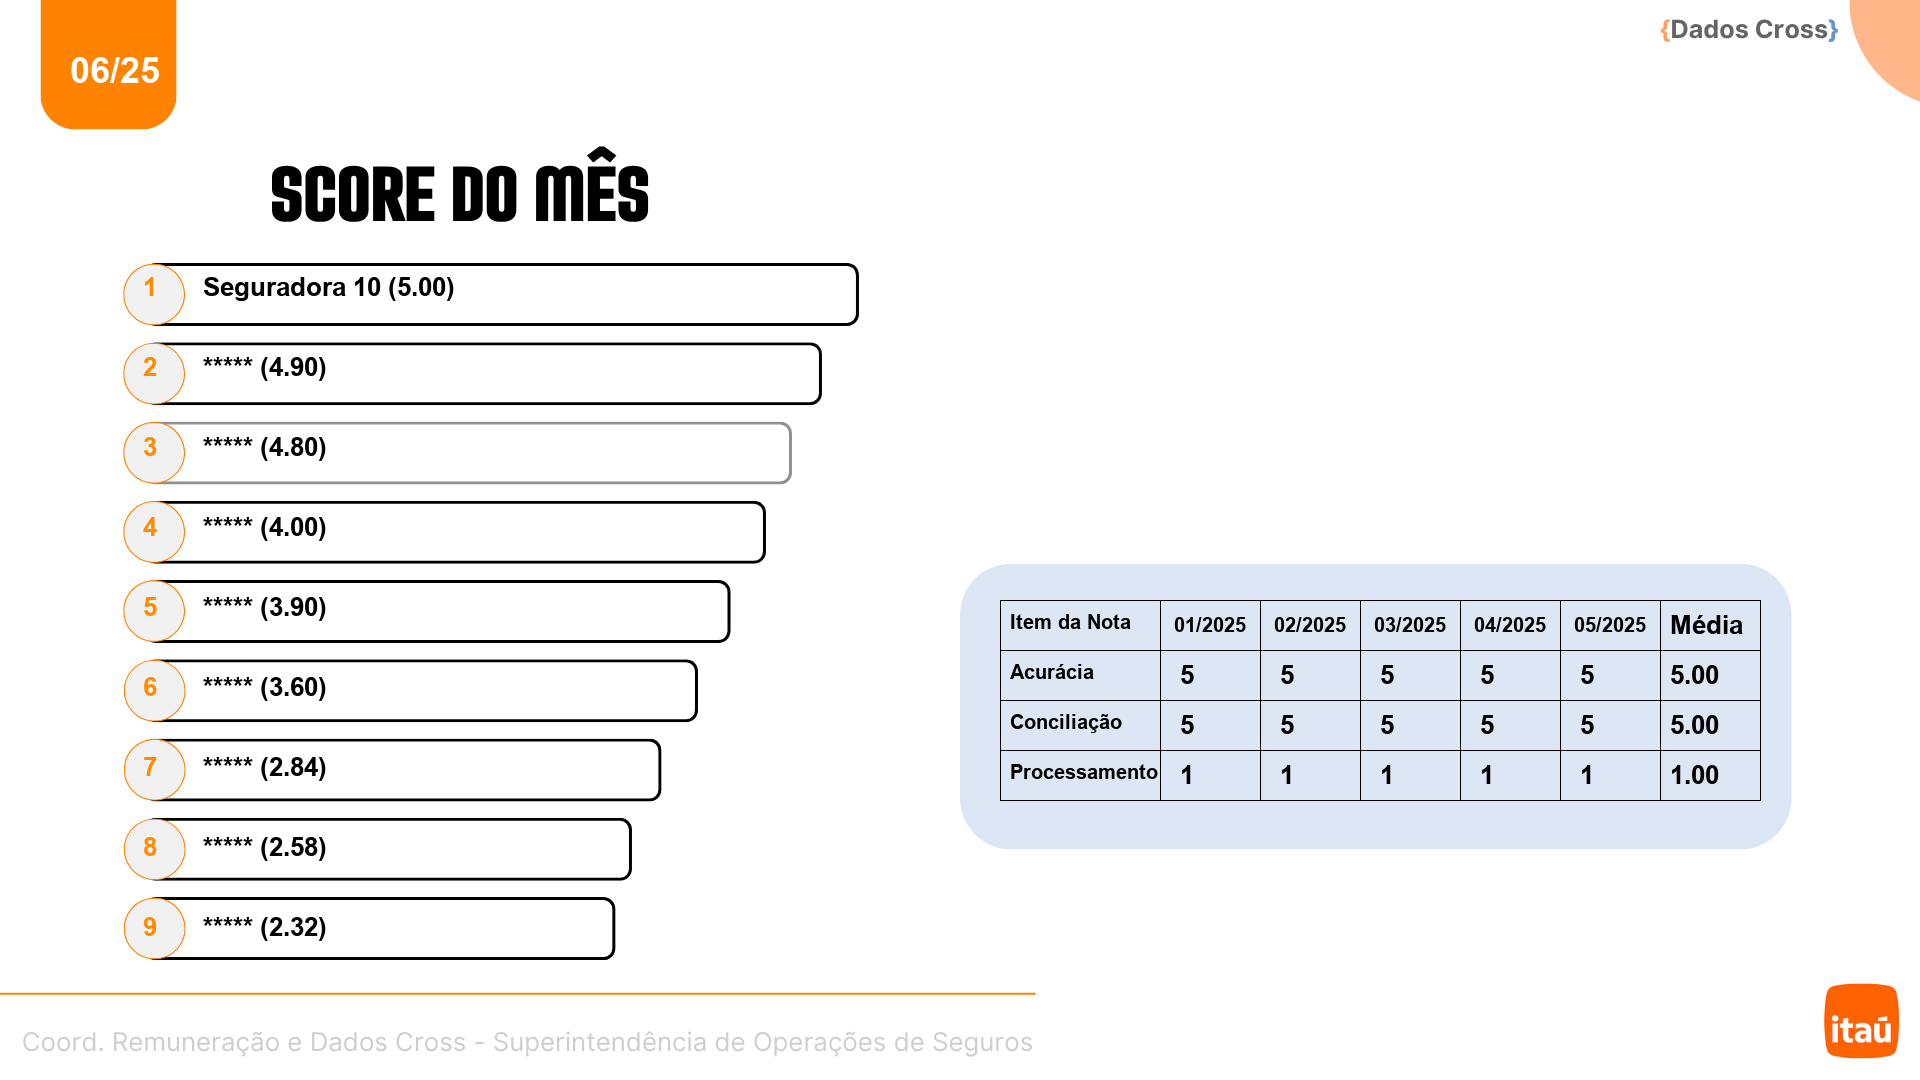 06/25
{Dados Cross}
SCORE DO MÊS
1 Seguradora 10 (5.00)
2 ***** (4.90)
3 ***** (4.80)
4 ***** (4.00)
5 ***** (3.90)
6 ***** (3.60)
7 ***** (2.84)
8 ***** (2.58)
9 ***** (2.32)
Item da Nota 01/2025 02/2025 03/2025 04/2025 05/2025 Média
Acurácia 5 5 5 5 5 5.00
Conciliação 5 5 5 5 5 5.00
Processamento 1 1 1 1 1 1.00
Coord. Remuneração e Dados Cross - Superintendência de Operações de Seguros
itaú